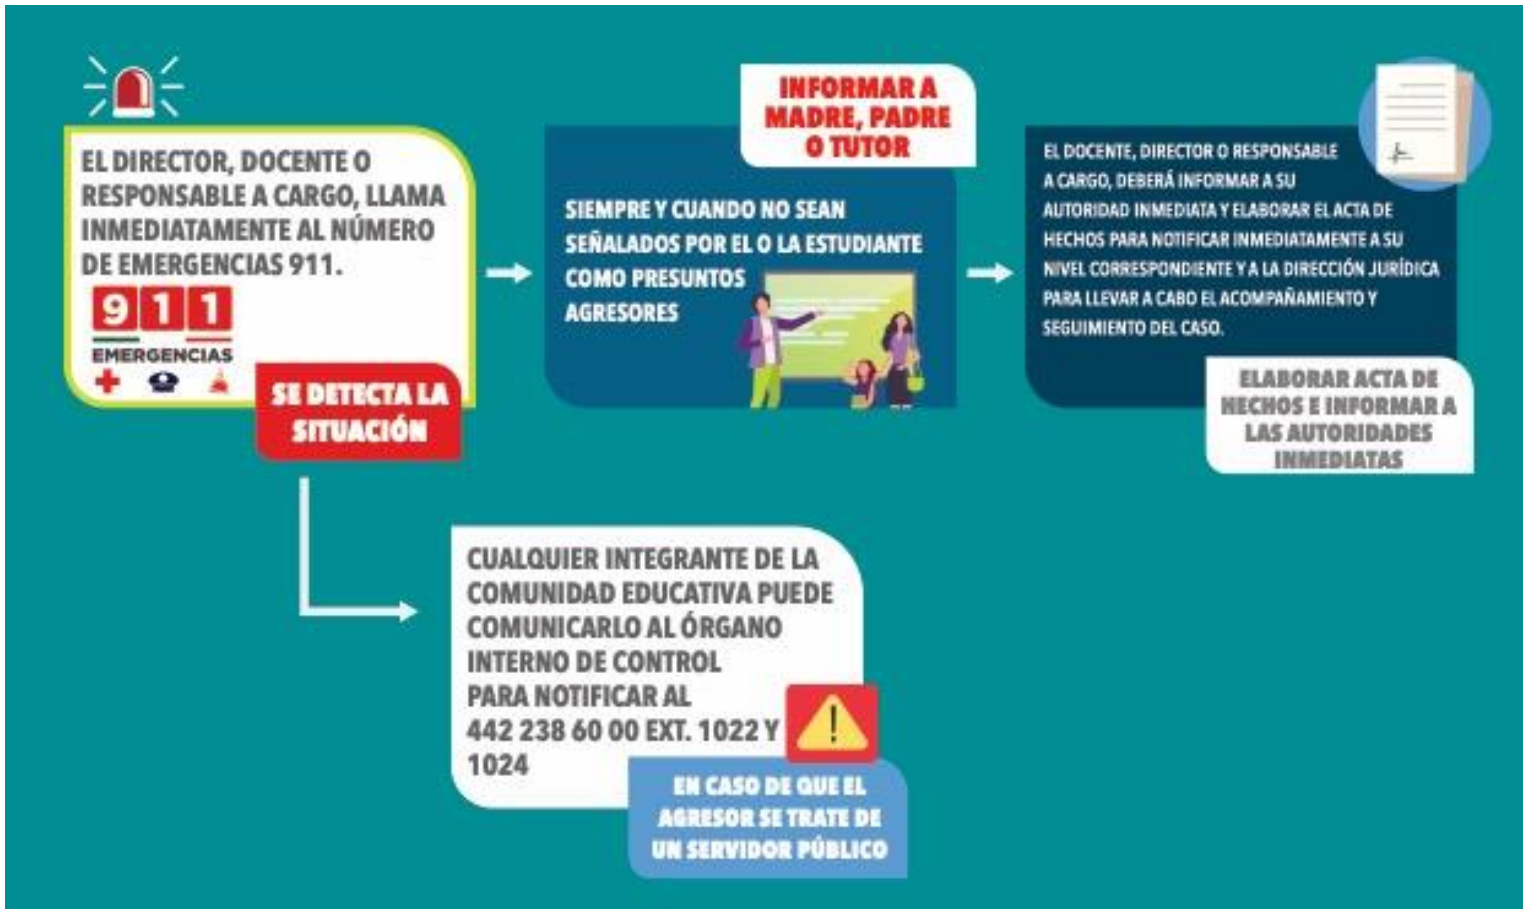 EL DIRECTOR, DOCENTE O
RESPONSABLE A CARGO, LLAMA
INMEDIATAMENTE AL NÚMERO
DE EMERGENCIAS 911.
911
EMERGENCIAS
SE DETECTA LA
SITUACIÓN
INFORMAR A
MADRE, PADRE
O TUTOR
SIEMPRE Y CUANDO NO SEAN
SEÑALADOS POR EL O LA ESTUDIANTE
COMO PRESUNTOS
AGRESORES
EL DOCENTE, DIRECTOR O RESPONSABLE
A CARGO, DEBERÁ INFORMAR A SU
AUTORIDAD INMEDIATA Y ELABORAR EL ACTA DE
HECHOS PARA NOTIFICAR INMEDIATAMENTE A SU
NIVEL CORRESPONDIENTE Y A LA DIRECCIÓN JURÍDICA
PARA LLEVAR A CABO EL ACOMPAÑAMIENTO Y
SEGUIMIENTO DEL CASO.
ELABORAR ACTA DE
HECHOS E INFORMAR A
LAS AUTORIDADES
INMEDIATAS
CUALQUIER INTEGRANTE DE LA
COMUNIDAD EDUCATIVA PUEDE
COMUNICARLO AL ÓRGANO
INTERNO DE CONTROL
PARA NOTIFICAR AL
442 238 60 00 EXT. 1022 Y
1024
EN CASO DE QUE EL
AGRESOR SE TRATE DE
UN SERVIDOR PÚBLICO